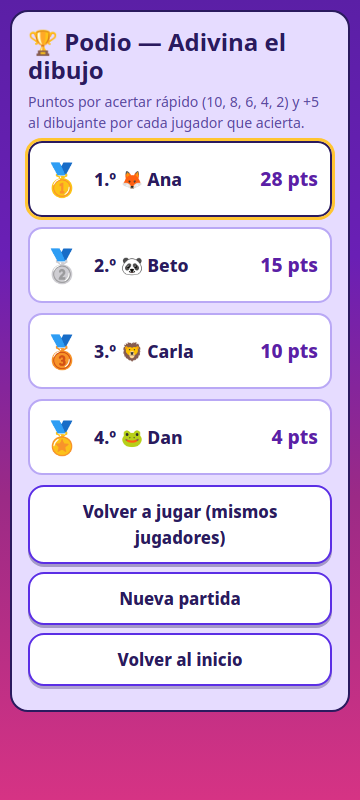 🏆 Podio — Adivina el
dibujo
Puntos por acertar rápido (10, 8, 6, 4, 2) y +5
al dibujante por cada jugador que acierta.
🥇 1.º 🦊 Ana 28 pts
🥈 2.º 🐼 Beto 15 pts
🥉 3.º 🦁 Carla 10 pts
🏅 4.º 🐸 Dan 4 pts
Volver a jugar (mismos
jugadores)
Nueva partida
Volver al inicio